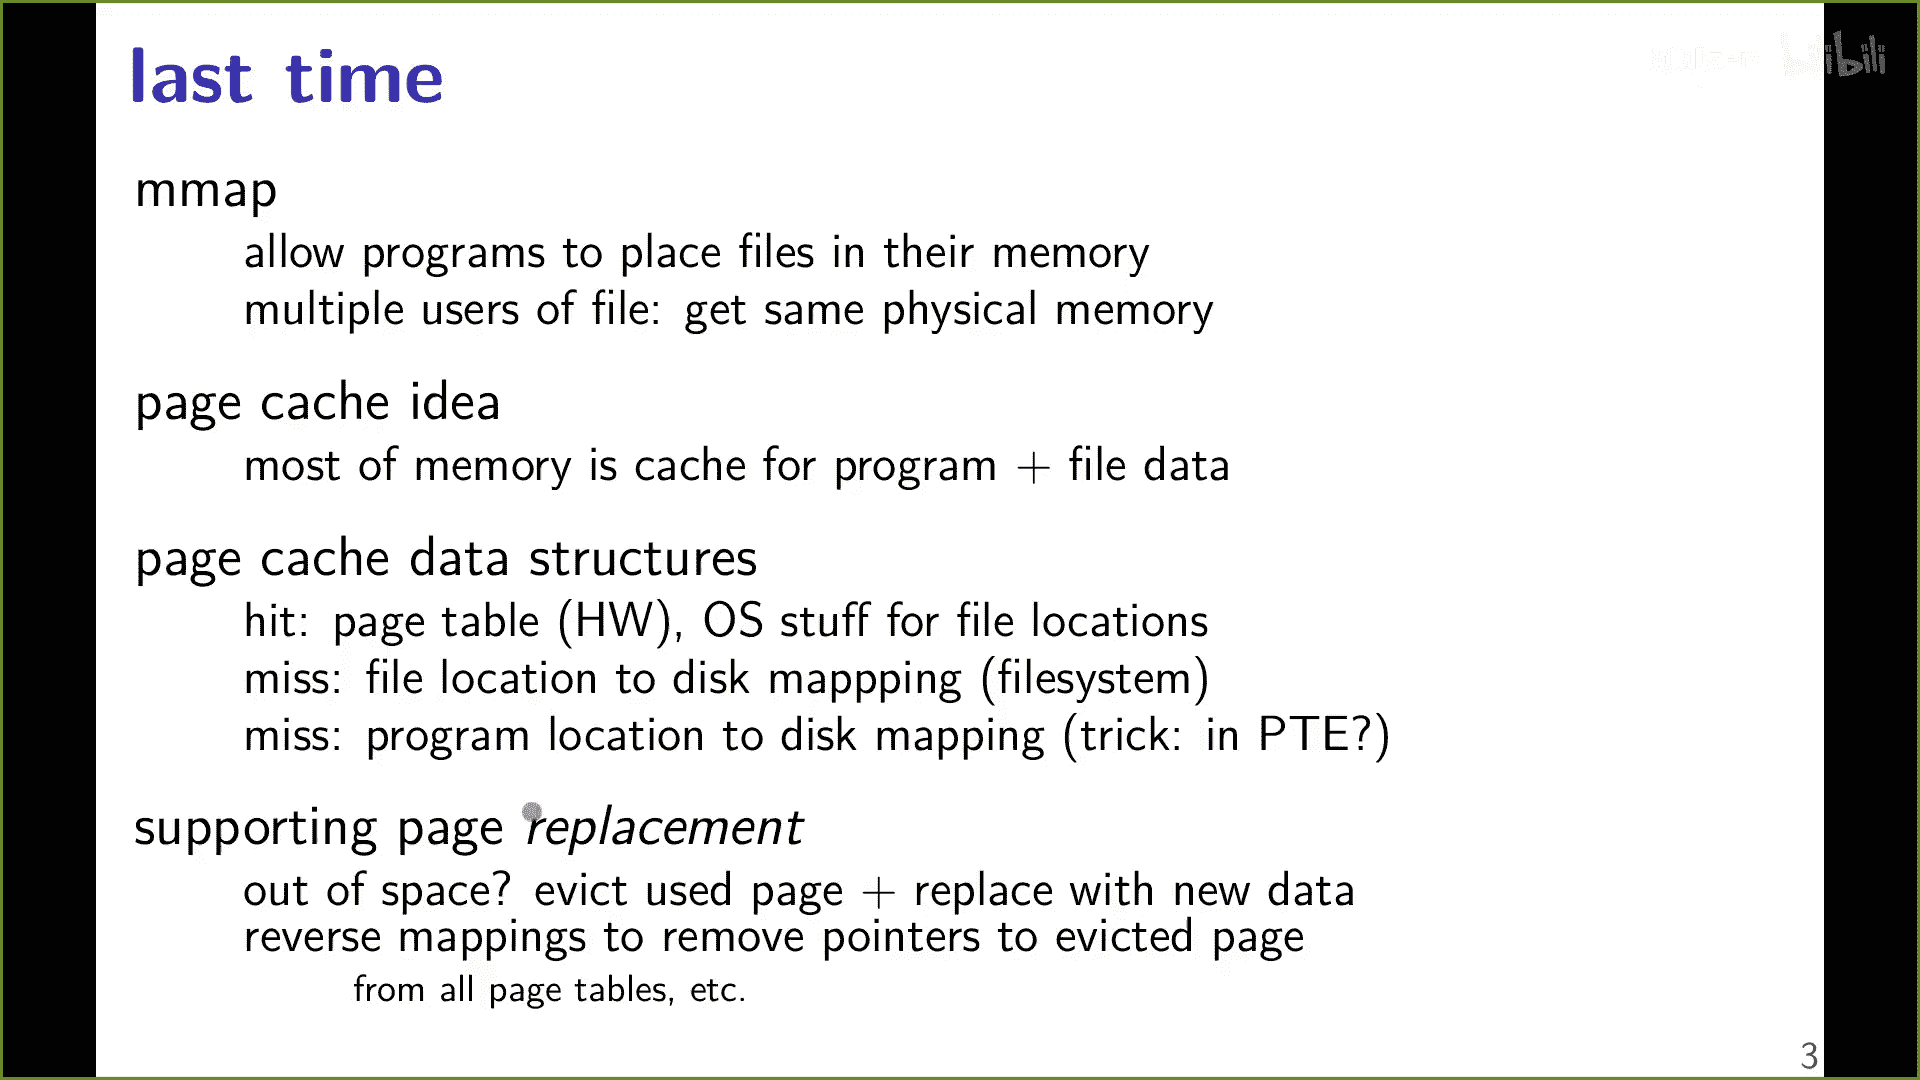 last time
mmap
allow programs to place files in their memory
multiple users of file: get same physical memory
page cache idea
most of memory is cache for program + file data
page cache data structures
hit: page table (HW), OS stuff for file locations
miss: file location to disk mappping (filesystem)
miss: program location to disk mapping (trick: in PTE?)
supporting page replacement
out of space? evict used page + replace with new data
reverse mappings to remove pointers to evicted page
from all page tables, etc.
3